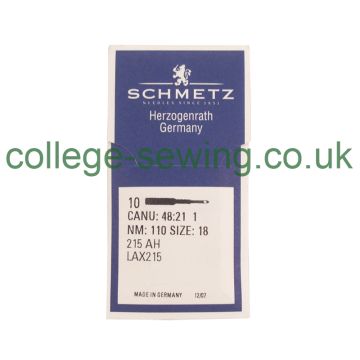 SCHMETZ
NEEDLES SINCE 1851
Herzogenrath
Germany
college-sewing.co.uk
10
CANU: 48:21 1
NM: 110 SIZE: 18
215 AH
LAX215
MADE IN GERMANY 12/07